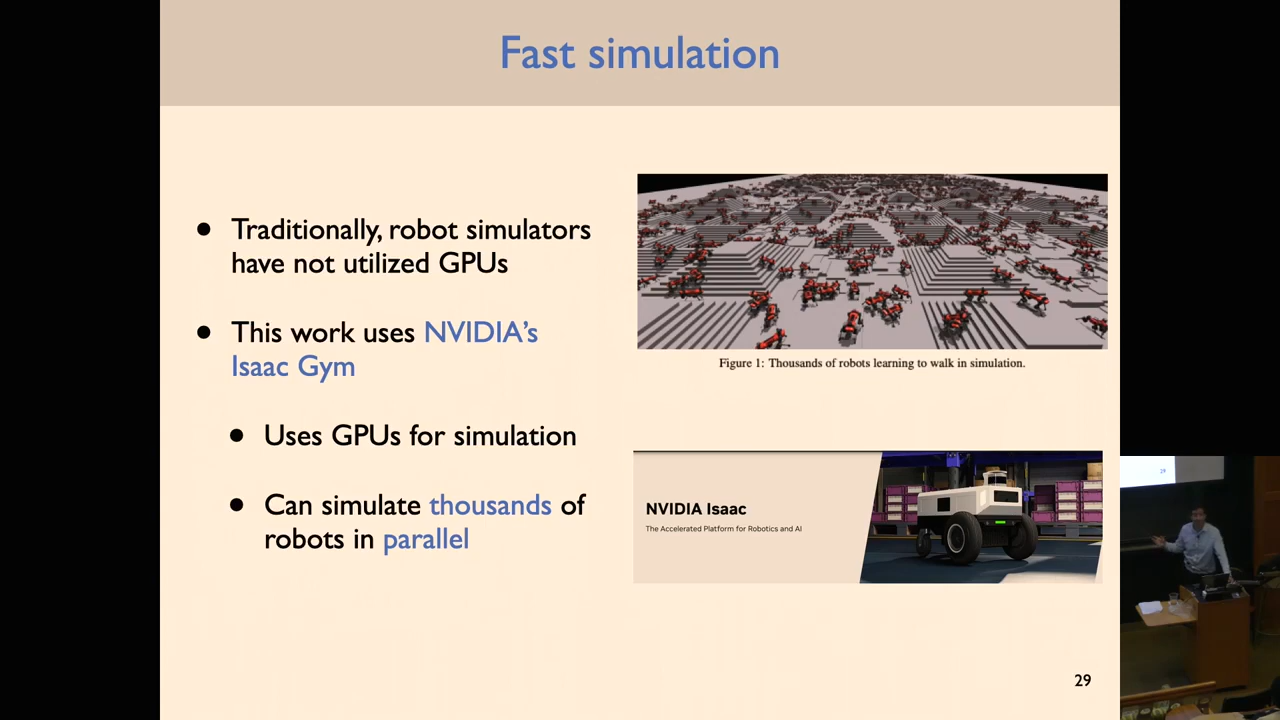 Fast simulation
• Traditionally, robot simulators
have not utilized GPUs
• This work uses NVIDIA’s
Isaac Gym
• Uses GPUs for simulation
• Can simulate thousands of
robots in parallel
Figure 1: Thousands of robots learning to walk in simulation.
NVIDIA Isaac
The Accelerated Platform for Robotics and AI
29
29